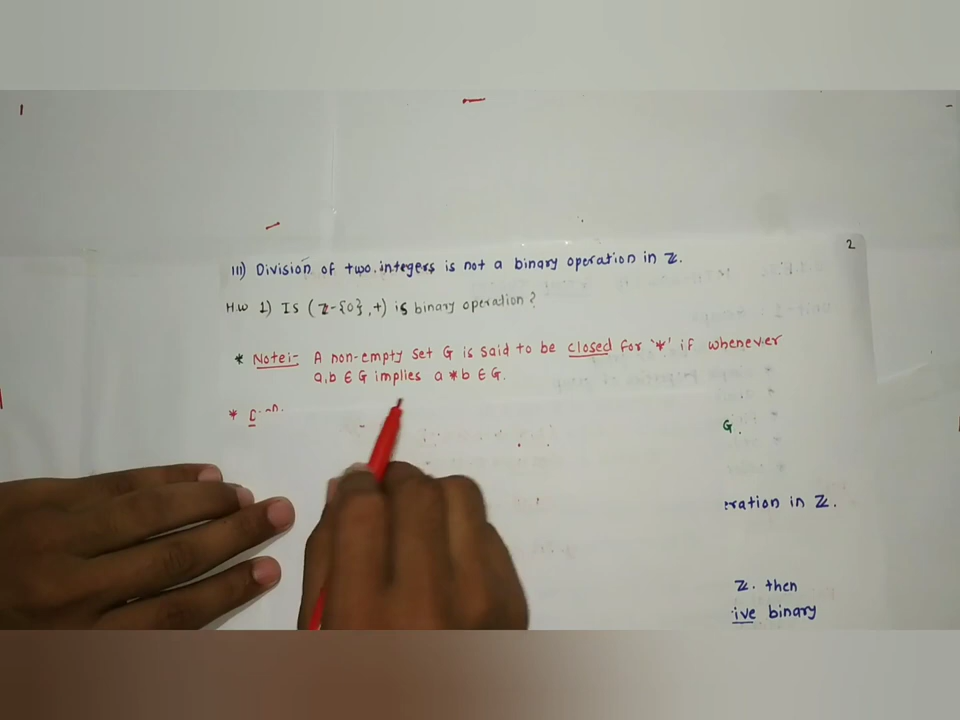 2
III) Division of two integers is not a binary operation in ℤ.
H.W 1) Is (ℤ-{0}, +) is binary operation?
* Note:- A non-empty set G is said to be closed for '*' if whenever
a,b ∈ G implies a * b ∈ G.
*
G.
eration in ℤ.
ℤ. then
ive binary